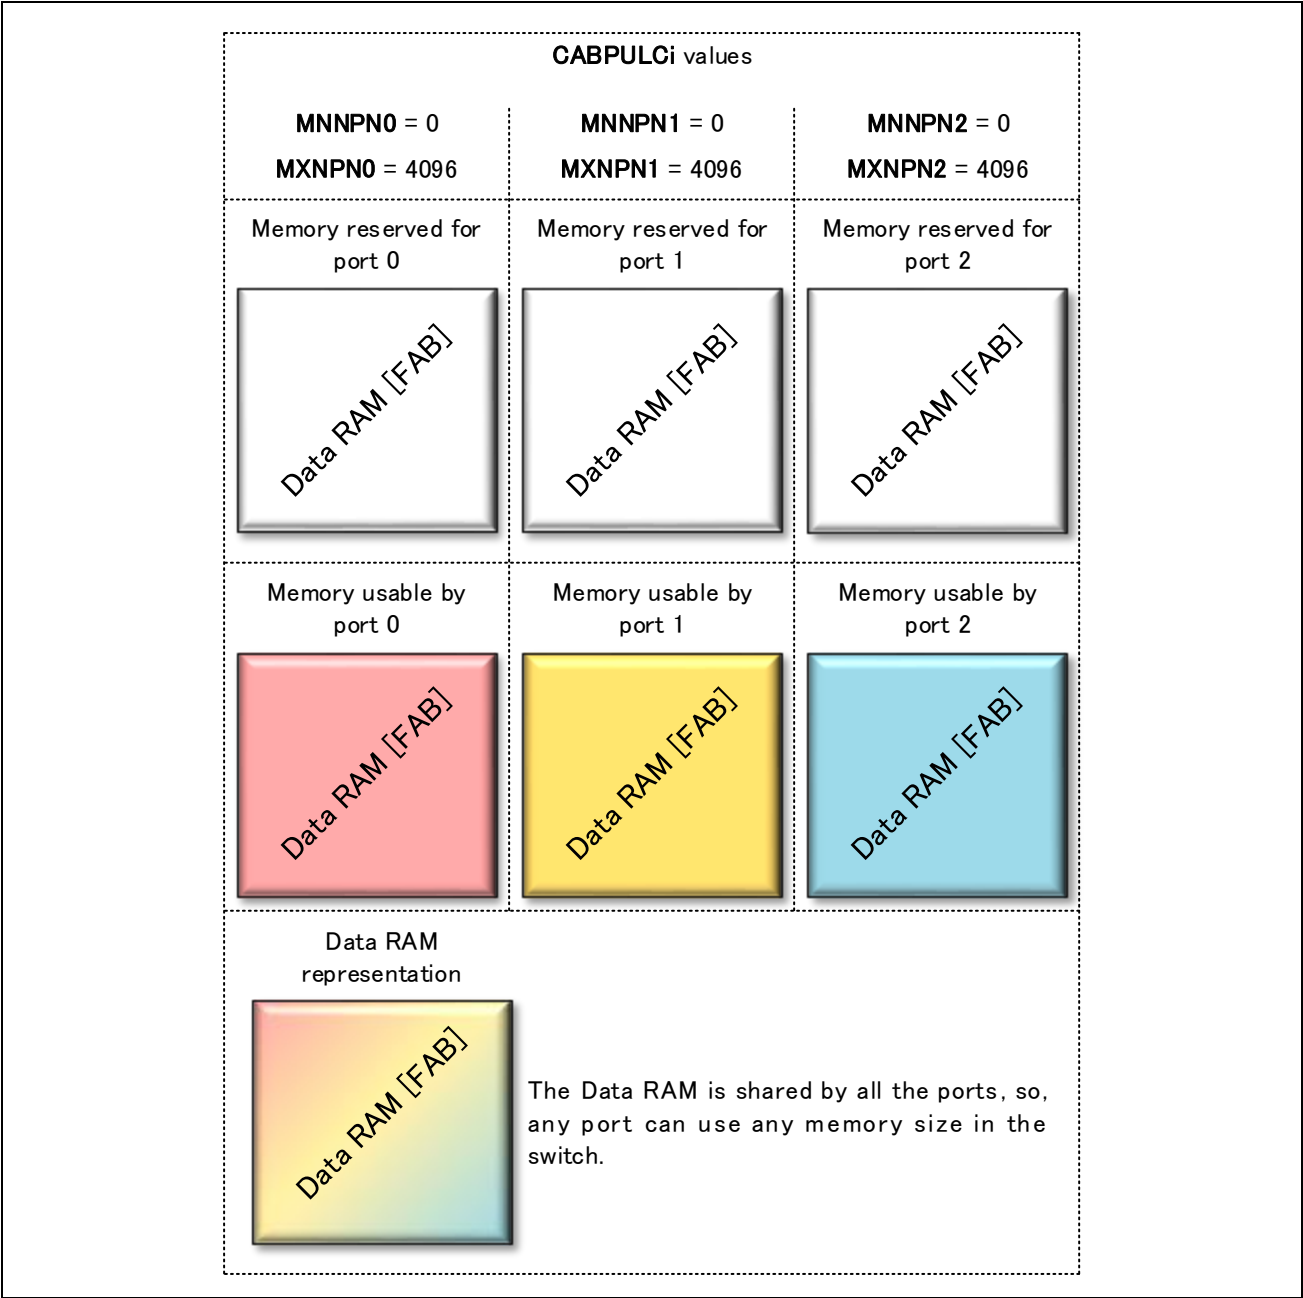 CABPULCi values
MNNPN0 = 0
MXNPN0 = 4096
MNNPN1 = 0
MXNPN1 = 4096
MNNPN2 = 0
MXNPN2 = 4096
Memory reserved for
port 0
Data RAM [FAB]
Memory reserved for
port 1
Data RAM [FAB]
Memory reserved for
port 2
Data RAM [FAB]
Memory usable by
port 0
Data RAM [FAB]
Memory usable by
port 1
Data RAM [FAB]
Memory usable by
port 2
Data RAM [FAB]
Data RAM
representation
Data RAM [FAB]
The Data RAM is shared by all the ports, so,
any port can use any memory size in the
switch.